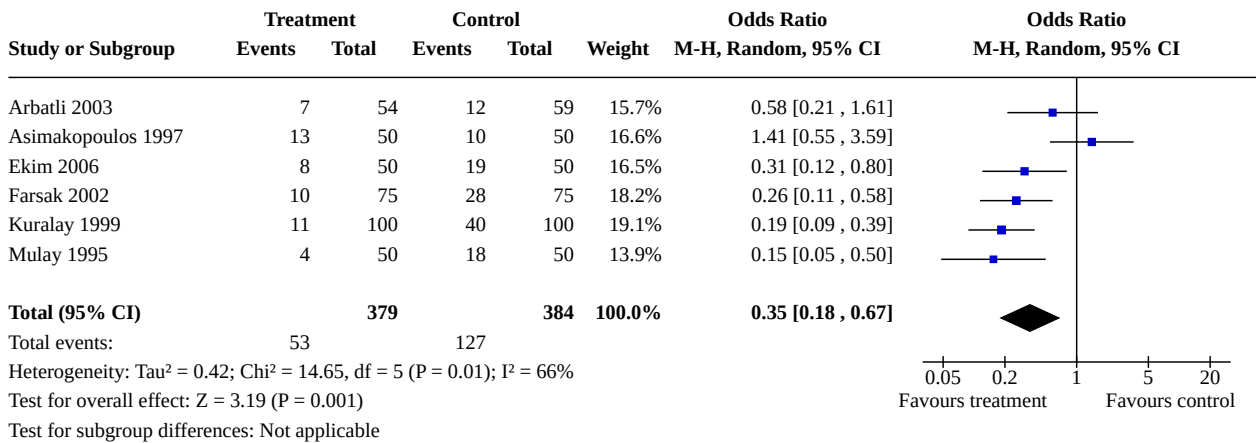 Treatment Control Odds Ratio Odds Ratio
Study or Subgroup Events Total Events Total Weight M-H, Random, 95% CI M-H, Random, 95% CI
Arbatli 2003 7 54 12 59 15.7% 0.58 [0.21 , 1.61]
Asimakopoulos 1997 13 50 10 50 16.6% 1.41 [0.55 , 3.59]
Ekim 2006 8 50 19 50 16.5% 0.31 [0.12 , 0.80]
Farsak 2002 10 75 28 75 18.2% 0.26 [0.11 , 0.58]
Kuralay 1999 11 100 40 100 19.1% 0.19 [0.09 , 0.39]
Mulay 1995 4 50 18 50 13.9% 0.15 [0.05 , 0.50]
Total (95% CI) 379 384 100.0% 0.35 [0.18 , 0.67]
Total events: 53 127
Heterogeneity: Tau² = 0.42; Chi² = 14.65, df = 5 (P = 0.01); I² = 66%
0.05 0.2 1 5 20
Test for overall effect: Z = 3.19 (P = 0.001)
Favours treatment Favours control
Test for subgroup differences: Not applicable